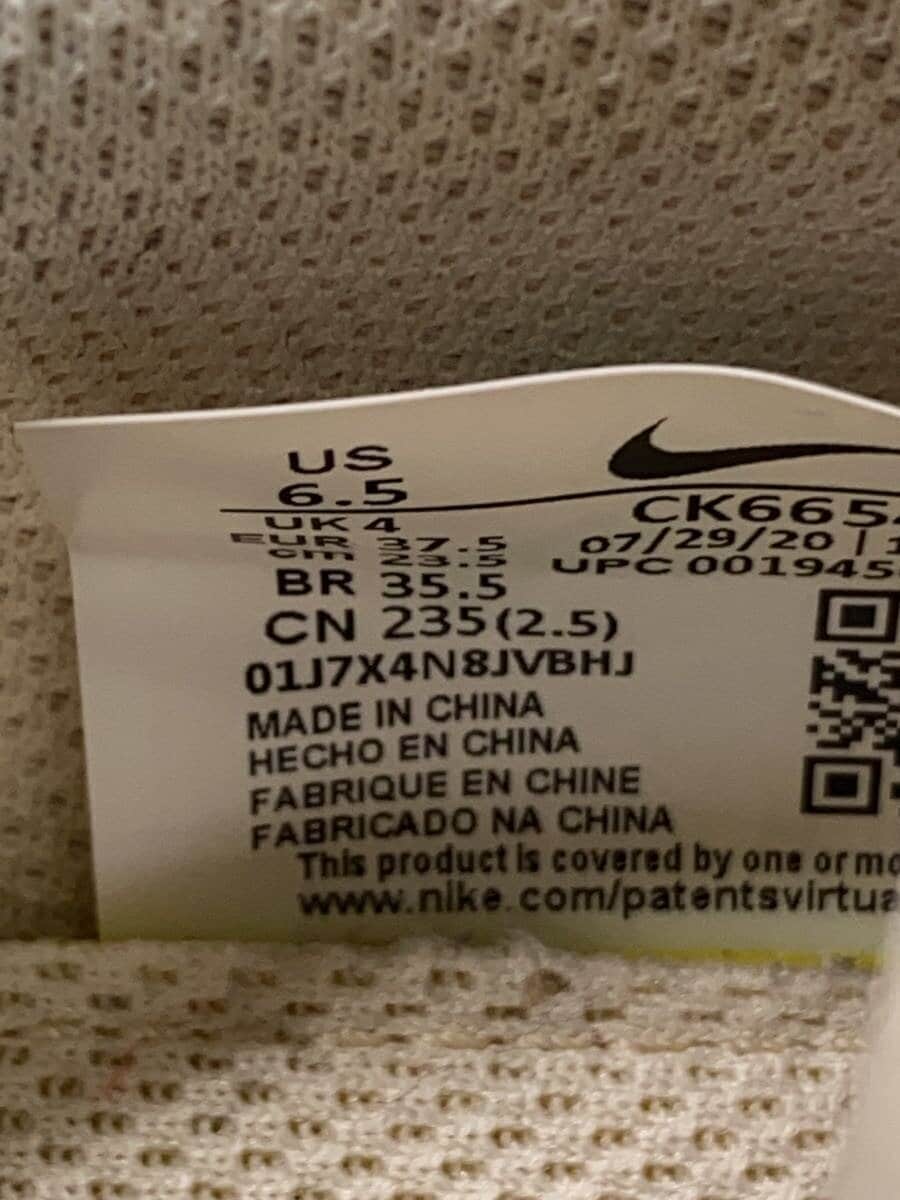 US
6.5
UK 4
EUR 37.5
cm 23.5
BR 35.5
CN 235(2.5)
01J7X4N8JVBHJ
MADE IN CHINA
HECHO EN CHINA
FABRIQUE EN CHINE
FABRICADO NA CHINA
This product is covered by one or mo
www.nike.com/patentsvirtua
CK665
07/29/20 | 1
UPC 001945